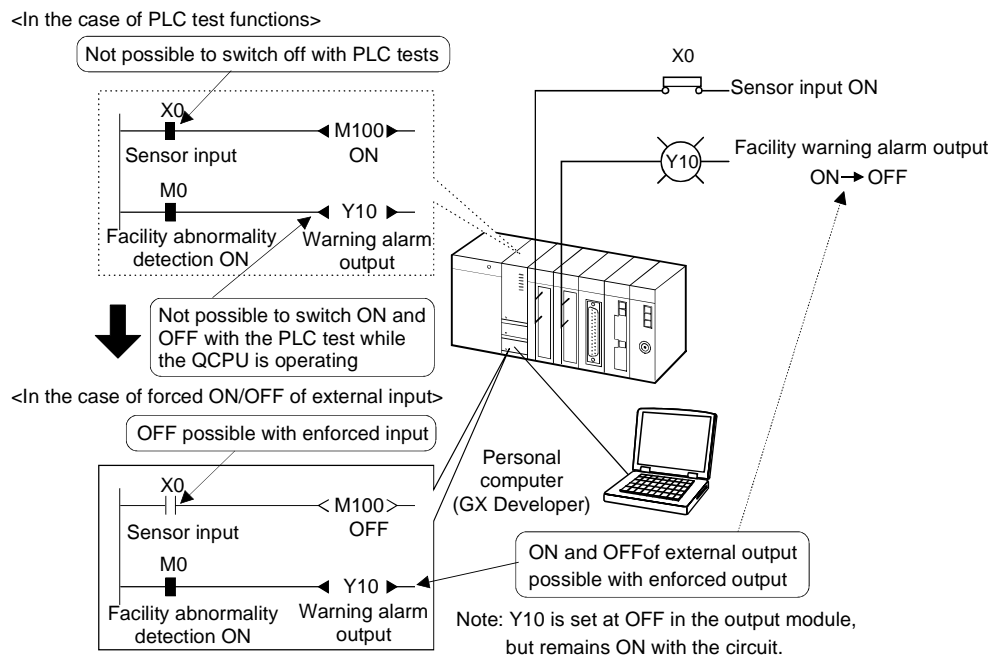 <In the case of PLC test functions>
Not possible to switch off with PLC tests
X0
M100
Sensor input
ON
M0
Y10
Facility abnormality
detection ON
Warning alarm
output
Not possible to switch ON and
OFF with the PLC test while
the QCPU is operating
X0
Sensor input ON
Y10
Facility warning alarm output
ON→OFF
<In the case of forced ON/OFF of external input>
OFF possible with enforced input
X0
M100
Sensor input
OFF
M0
Y10
Facility abnormality
detection ON
Warning alarm
output
Personal
computer
(GX Developer)
ON and OFFof external output
possible with enforced output
Note: Y10 is set at OFF in the output module,
but remains ON with the circuit.